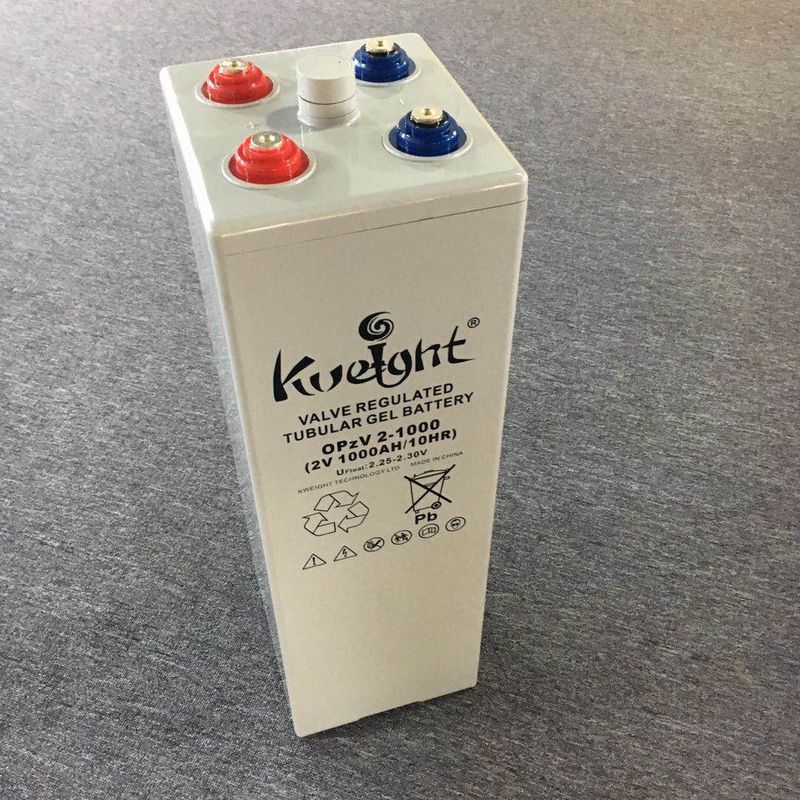 Kweight®
VALVE REGULATED
TUBULAR GEL BATTERY
OPzV 2-1000
(2V 1000AH/10HR)
UFloat:2.25-2.30V
KWEIGHT TECHNOLOGY LTD MADE IN CHINA
Pb